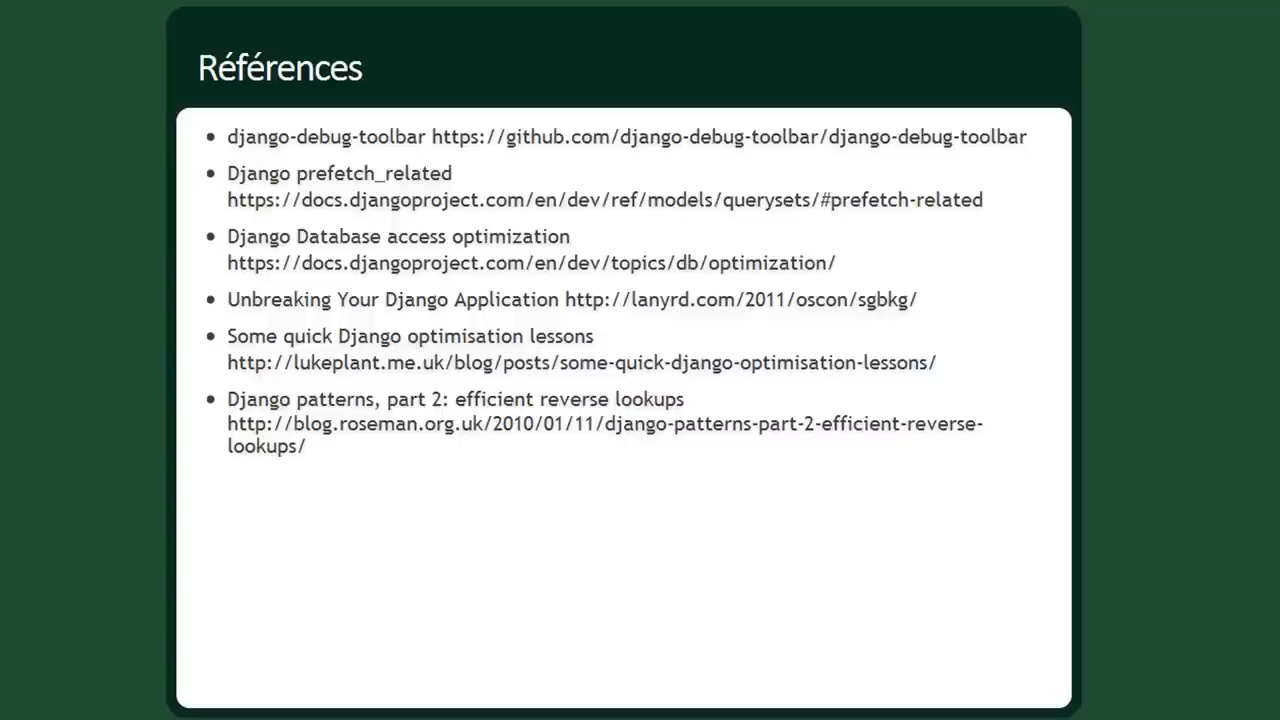 Références
django-debug-toolbar https://github.com/django-debug-toolbar/django-debug-toolbar
Django prefetch_related
https://docs.djangoproject.com/en/dev/ref/models/querysets/#prefetch-related
Django Database access optimization
https://docs.djangoproject.com/en/dev/topics/db/optimization/
Unbreaking Your Django Application http://lanyrd.com/2011/oscon/sgbkg/
Some quick Django optimisation lessons
http://lukeplant.me.uk/blog/posts/some-quick-django-optimisation-lessons/
Django patterns, part 2: efficient reverse lookups
http://blog.roseman.org.uk/2010/01/11/django-patterns-part-2-efficient-reverse-
lookups/